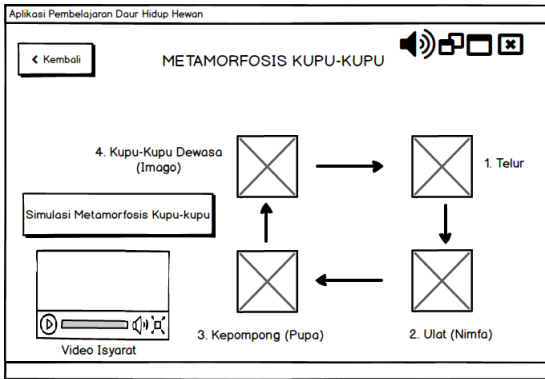 Aplikasi Pembelajaran Daur Hidup Hewan
Kembali
METAMORFOSIS KUPU-KUPU
4. Kupu-Kupu Dewasa
(Imago)
1. Telur
Simulasi Metamorfosis Kupu-kupu
3. Kepompong (Pupa)
2. Ulat (Nimfa)
Video Isyarat